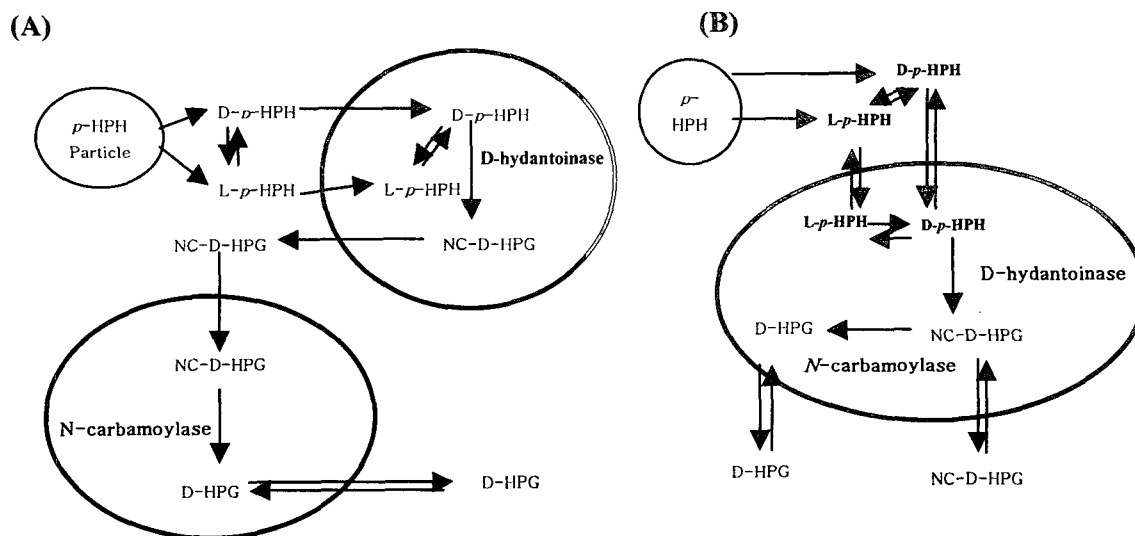 (A)
p-HPH
Particle
D-p-HPH
L-p-HPH
D-p-HPH
D-hydantoinase
L-p-HPH
NC-D-HPG
NC-D-HPG
NC-D-HPG
N-carbamoylase
D-HPG
D-HPG
(B)
p-
HPH
D-p-HPH
L-p-HPH
L-p-HPH
D-p-HPH
D-hydantoinase
D-HPG
NC-D-HPG
N-carbamoylase
D-HPG
NC-D-HPG